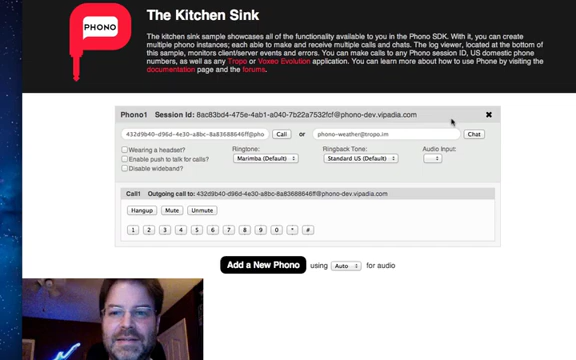 PHONO
The Kitchen Sink
The kitchen sink sample showcases all of the functionality available to you in the Phono SDK. With it, you can create
multiple phono instances; each able to make and receive multiple calls and chats. The log viewer, located at the bottom of
this sample, monitors client/server events and errors. You can make calls to any Phono session ID, US domestic phone
numbers, as well as any Tropo or Voxeo Evolution application. You can learn more about how to use Phono by visiting the
documentation page and the forums.
Phono1 Session Id: 8ac83bd4-475e-4ab1-a040-7b22a7532fcf@phono-dev.vipadia.com ✖
432d9b40-d96d-4e30-a8bc-8a83688646ff@pho Call or phono-weather@tropo.im Chat
Wearing a headset? Ringtone: Ringback Tone: Audio Input:
Enable push to talk for calls? Marimba (Default) Standard US (Default)
Disable wideband?
Call1 Outgoing call to: 432d9b40-d96d-4e30-a8bc-8a83688646ff@phono-dev.vipadia.com
Hangup Mute Unmute
1 2 3 4 5 6 7 8 9 0 * #
Add a New Phono using Auto for audio